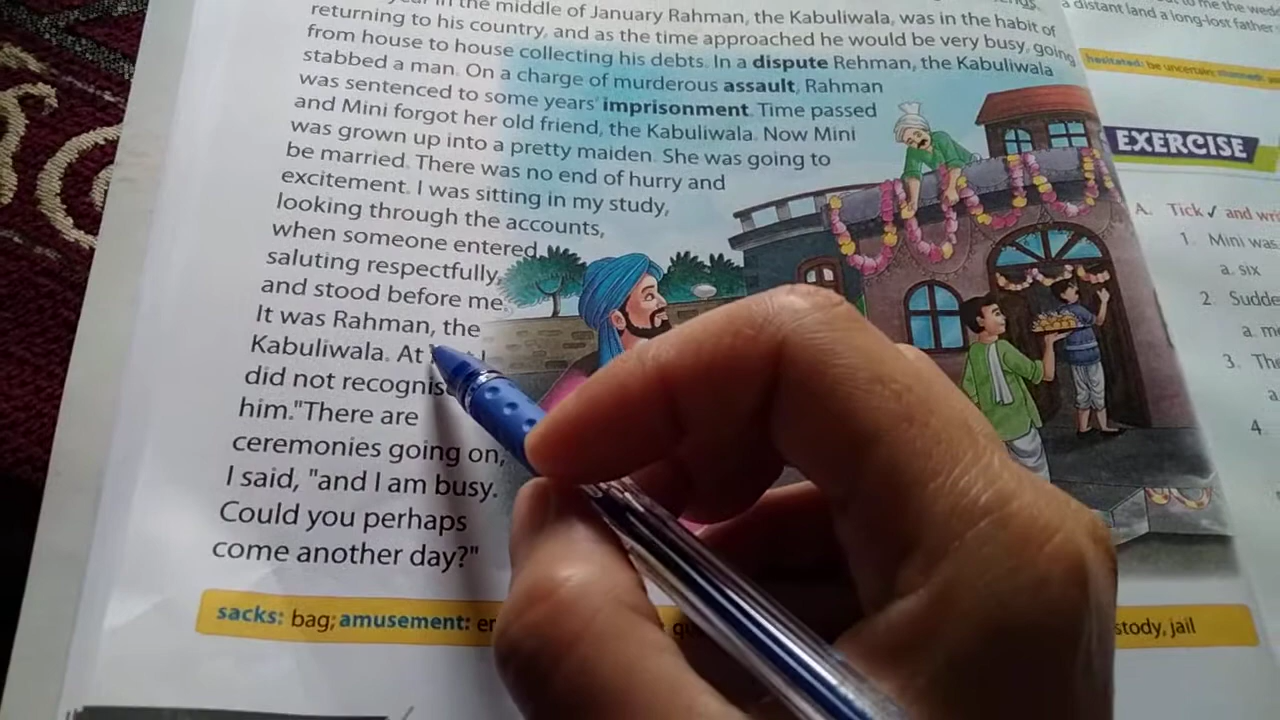 in the middle of January Rahman, the Kabuliwala, was in the habit of
returning to his country, and as the time approached he would be very busy, going
from house to house collecting his debts. In a dispute Rehman, the Kabuliwala
stabbed a man. On a charge of murderous assault, Rahman
was sentenced to some years' imprisonment. Time passed
and Mini forgot her old friend, the Kabuliwala. Now Mini
was grown up into a pretty maiden. She was going to
be married. There was no end of hurry and
excitement. I was sitting in my study,
looking through the accounts,
when someone entered,
saluting respectfully,
and stood before me.
It was Rahman, the
Kabuliwala. At
did not recognis
him."There are
ceremonies going on,
I said, "and I am busy.
Could you perhaps
come another day?"
sacks: bag; amusement: jail
a distant land a long-lost father
hesitated: be uncertain;
EXERCISE
A. Tick ✓ and
1. Mini was
a. six
2.
a.
3.
a.
4.